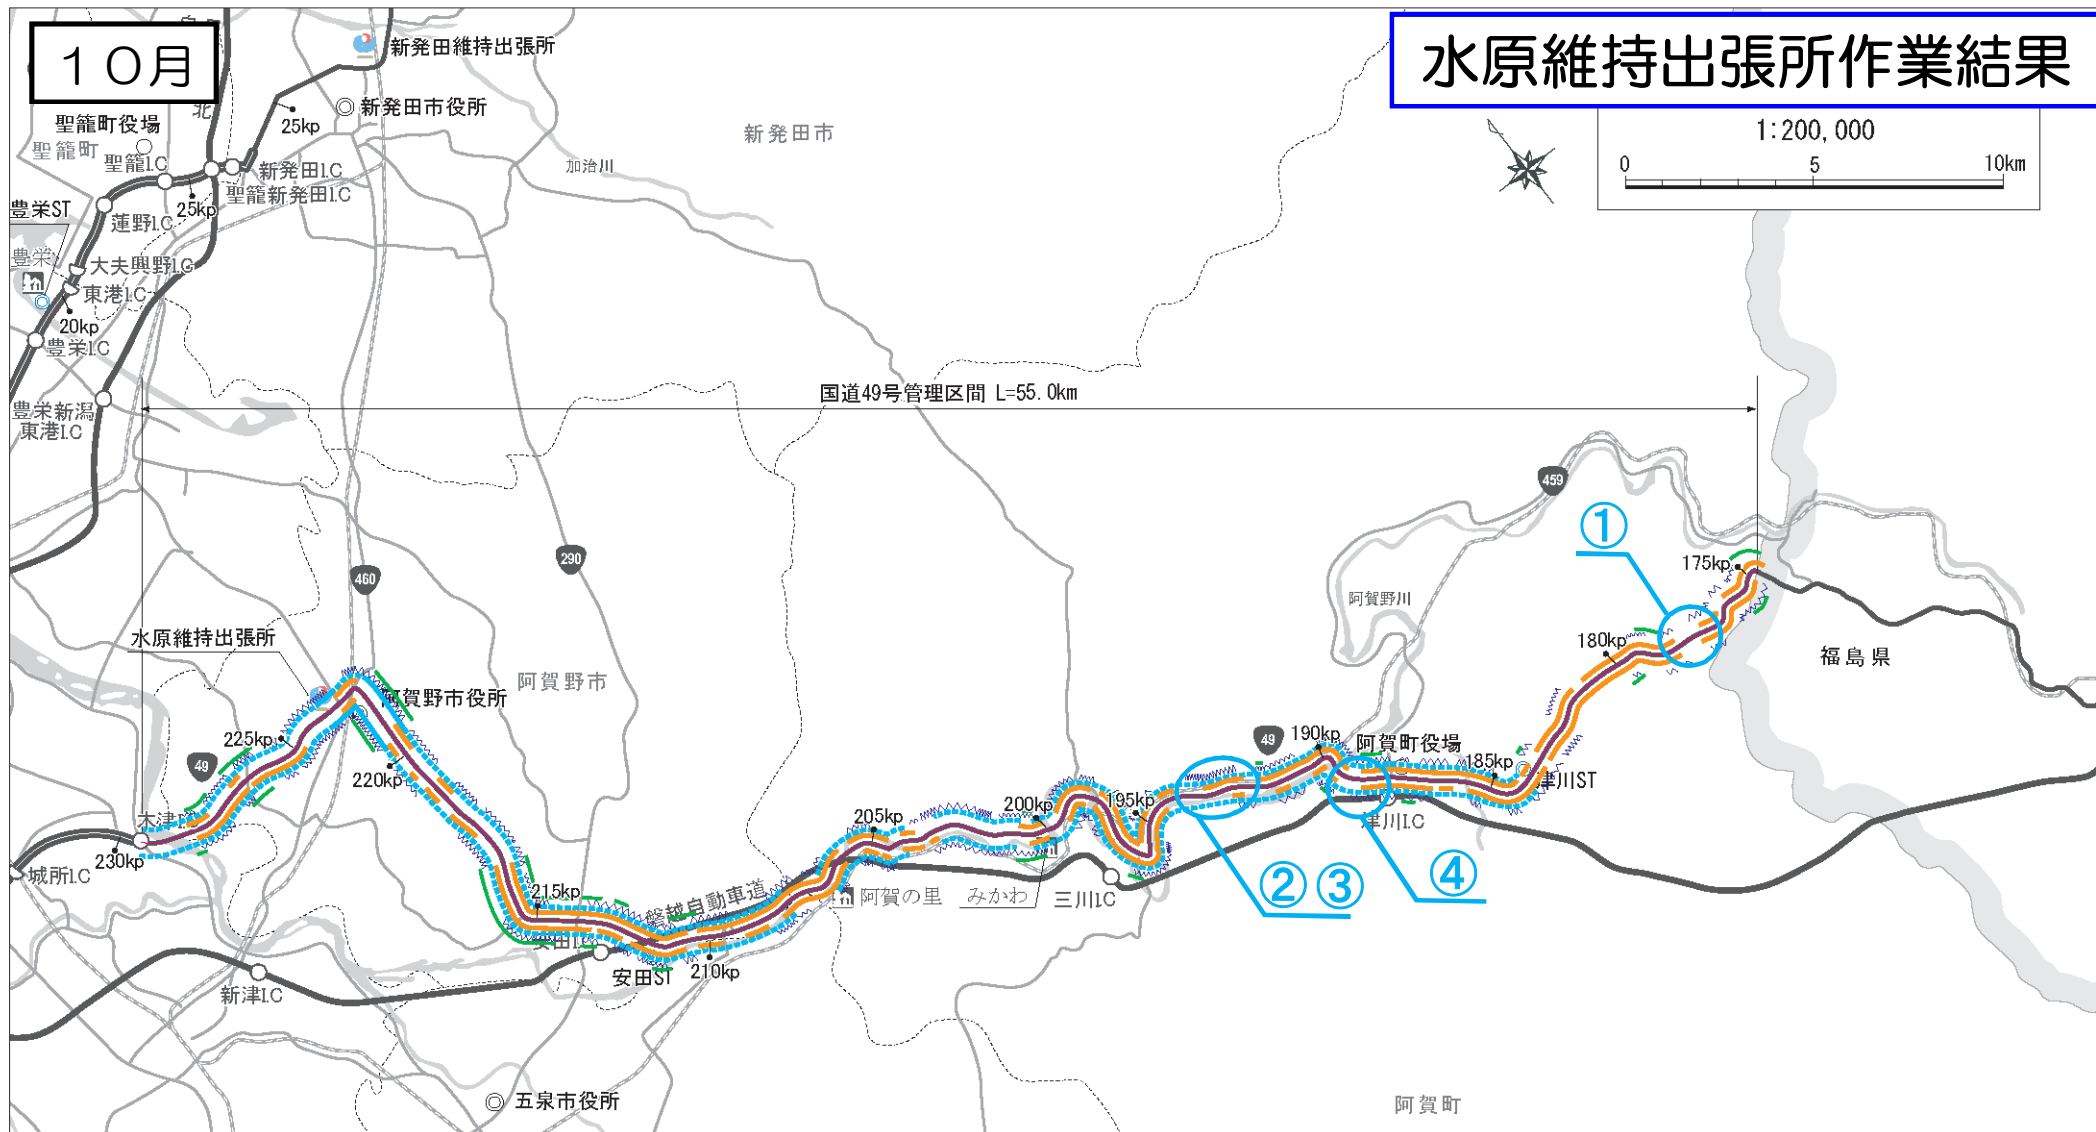 １０月
水原維持出張所作業結果
1:200,000
0 5 10km
新発田維持出張所
新発田市役所
新発田市
加治川
25kp
聖籠町役場
聖籠町
聖籠I.C
新発田I.C
聖籠新発田I.C
25kp
豊栄ST
蓮野I.C
豊栄
大夫興野I.C
東港I.C
20kp
豊栄I.C
豊栄新潟
東港I.C
国道49号管理区間 L=55.0km
459
①
290
460
175kp
阿賀野川
180kp
福島県
水原維持出張所
阿賀野市
阿賀野市役所
225kp
49
220kp
49
190kp
阿賀町役場
185kp
津川ST
津川I.C
195kp
200kp
205kp
木津I.C
230kp
城所I.C
②③
④
三川I.C
みかわ
阿賀の里
磐越自動車道
215kp
安田I.C
安田ST
210kp
新津I.C
五泉市役所
阿賀町